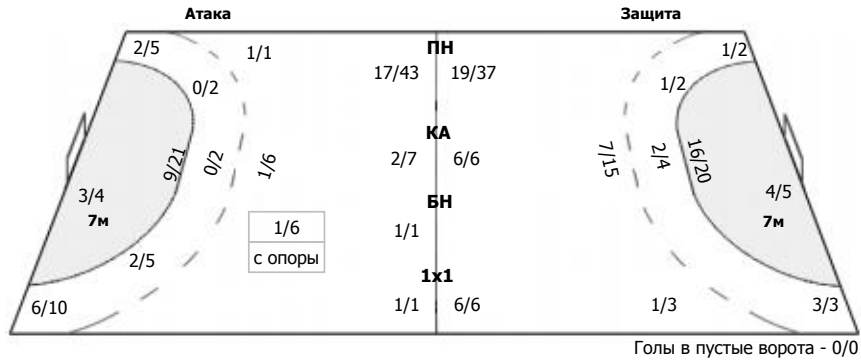 Атака Защита
2/5 1/1 ПН 1/2
17/43 19/37
0/2 1/2
КА
9/21 0/2 1/6 2/7 6/6 7/15 2/4 16/20
3/4 4/5
7м БН 7м
1/6 1/1
2/5 с опоры
1x1
6/10 1/1 6/6 1/3 3/3
Голы в пустые ворота - 0/0